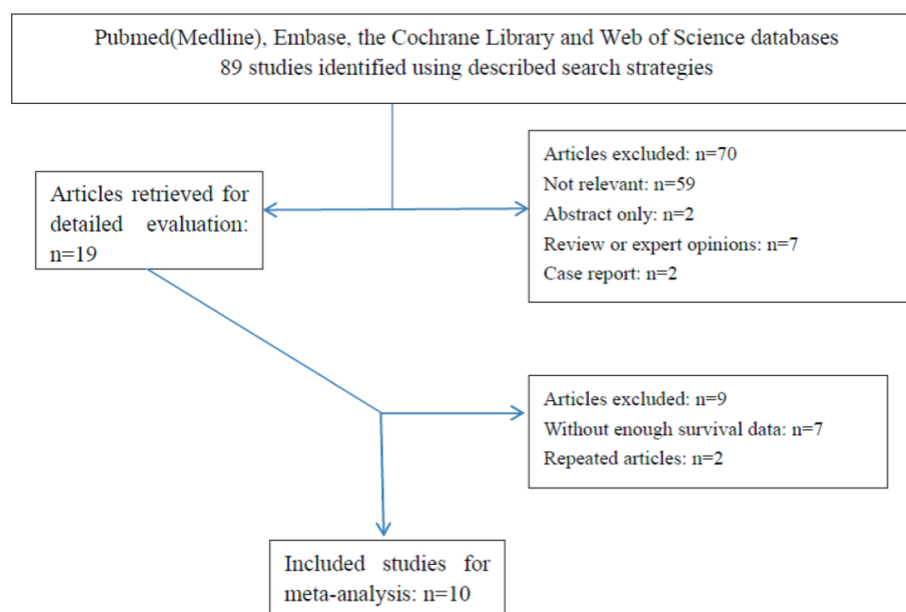 Pubmed(Medline), Embase, the Cochrane Library and Web of Science databases
89 studies identified using described search strategies
Articles retrieved for
detailed evaluation:
n=19
Articles excluded: n=70
Not relevant: n=59
Abstract only: n=2
Review or expert opinions: n=7
Case report: n=2
Articles excluded: n=9
Without enough survival data: n=7
Repeated articles: n=2
Included studies for
meta-analysis: n=10